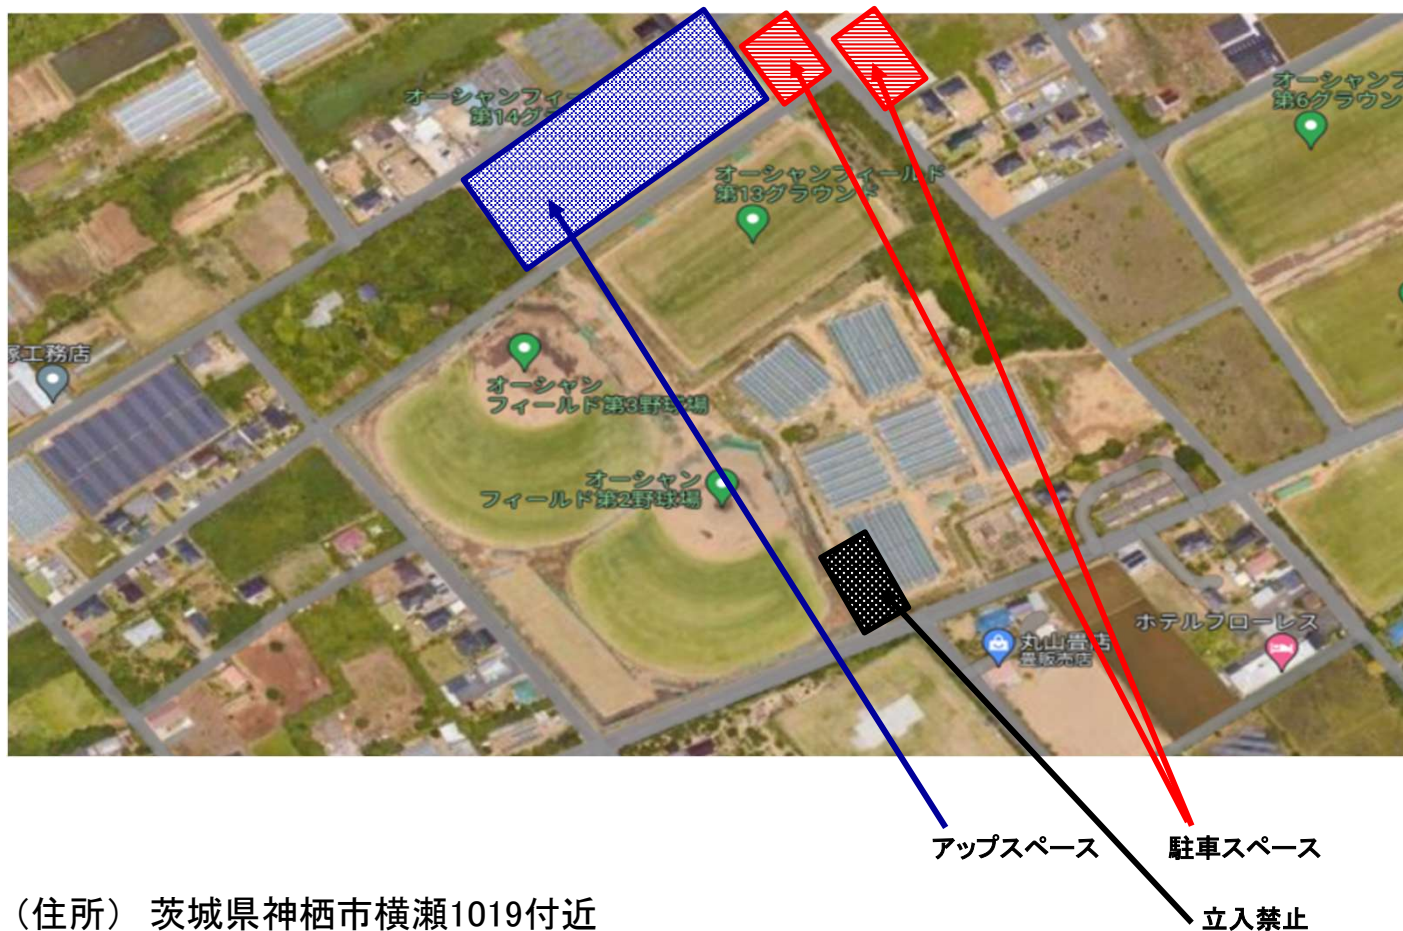 オーシャンフィー
第14グ
オーシャンフ
第6グラウン
オーシャンフィールド
第13グラウンド
塚工務店
オーシャン
フィールド第3野球場
オーシャン
フィールド第2野球場
ホテルフローレス
丸山畳店
畳販売店
アップスペース
駐車スペース
立入禁止
（住所） 茨城県神栖市横瀬1019付近